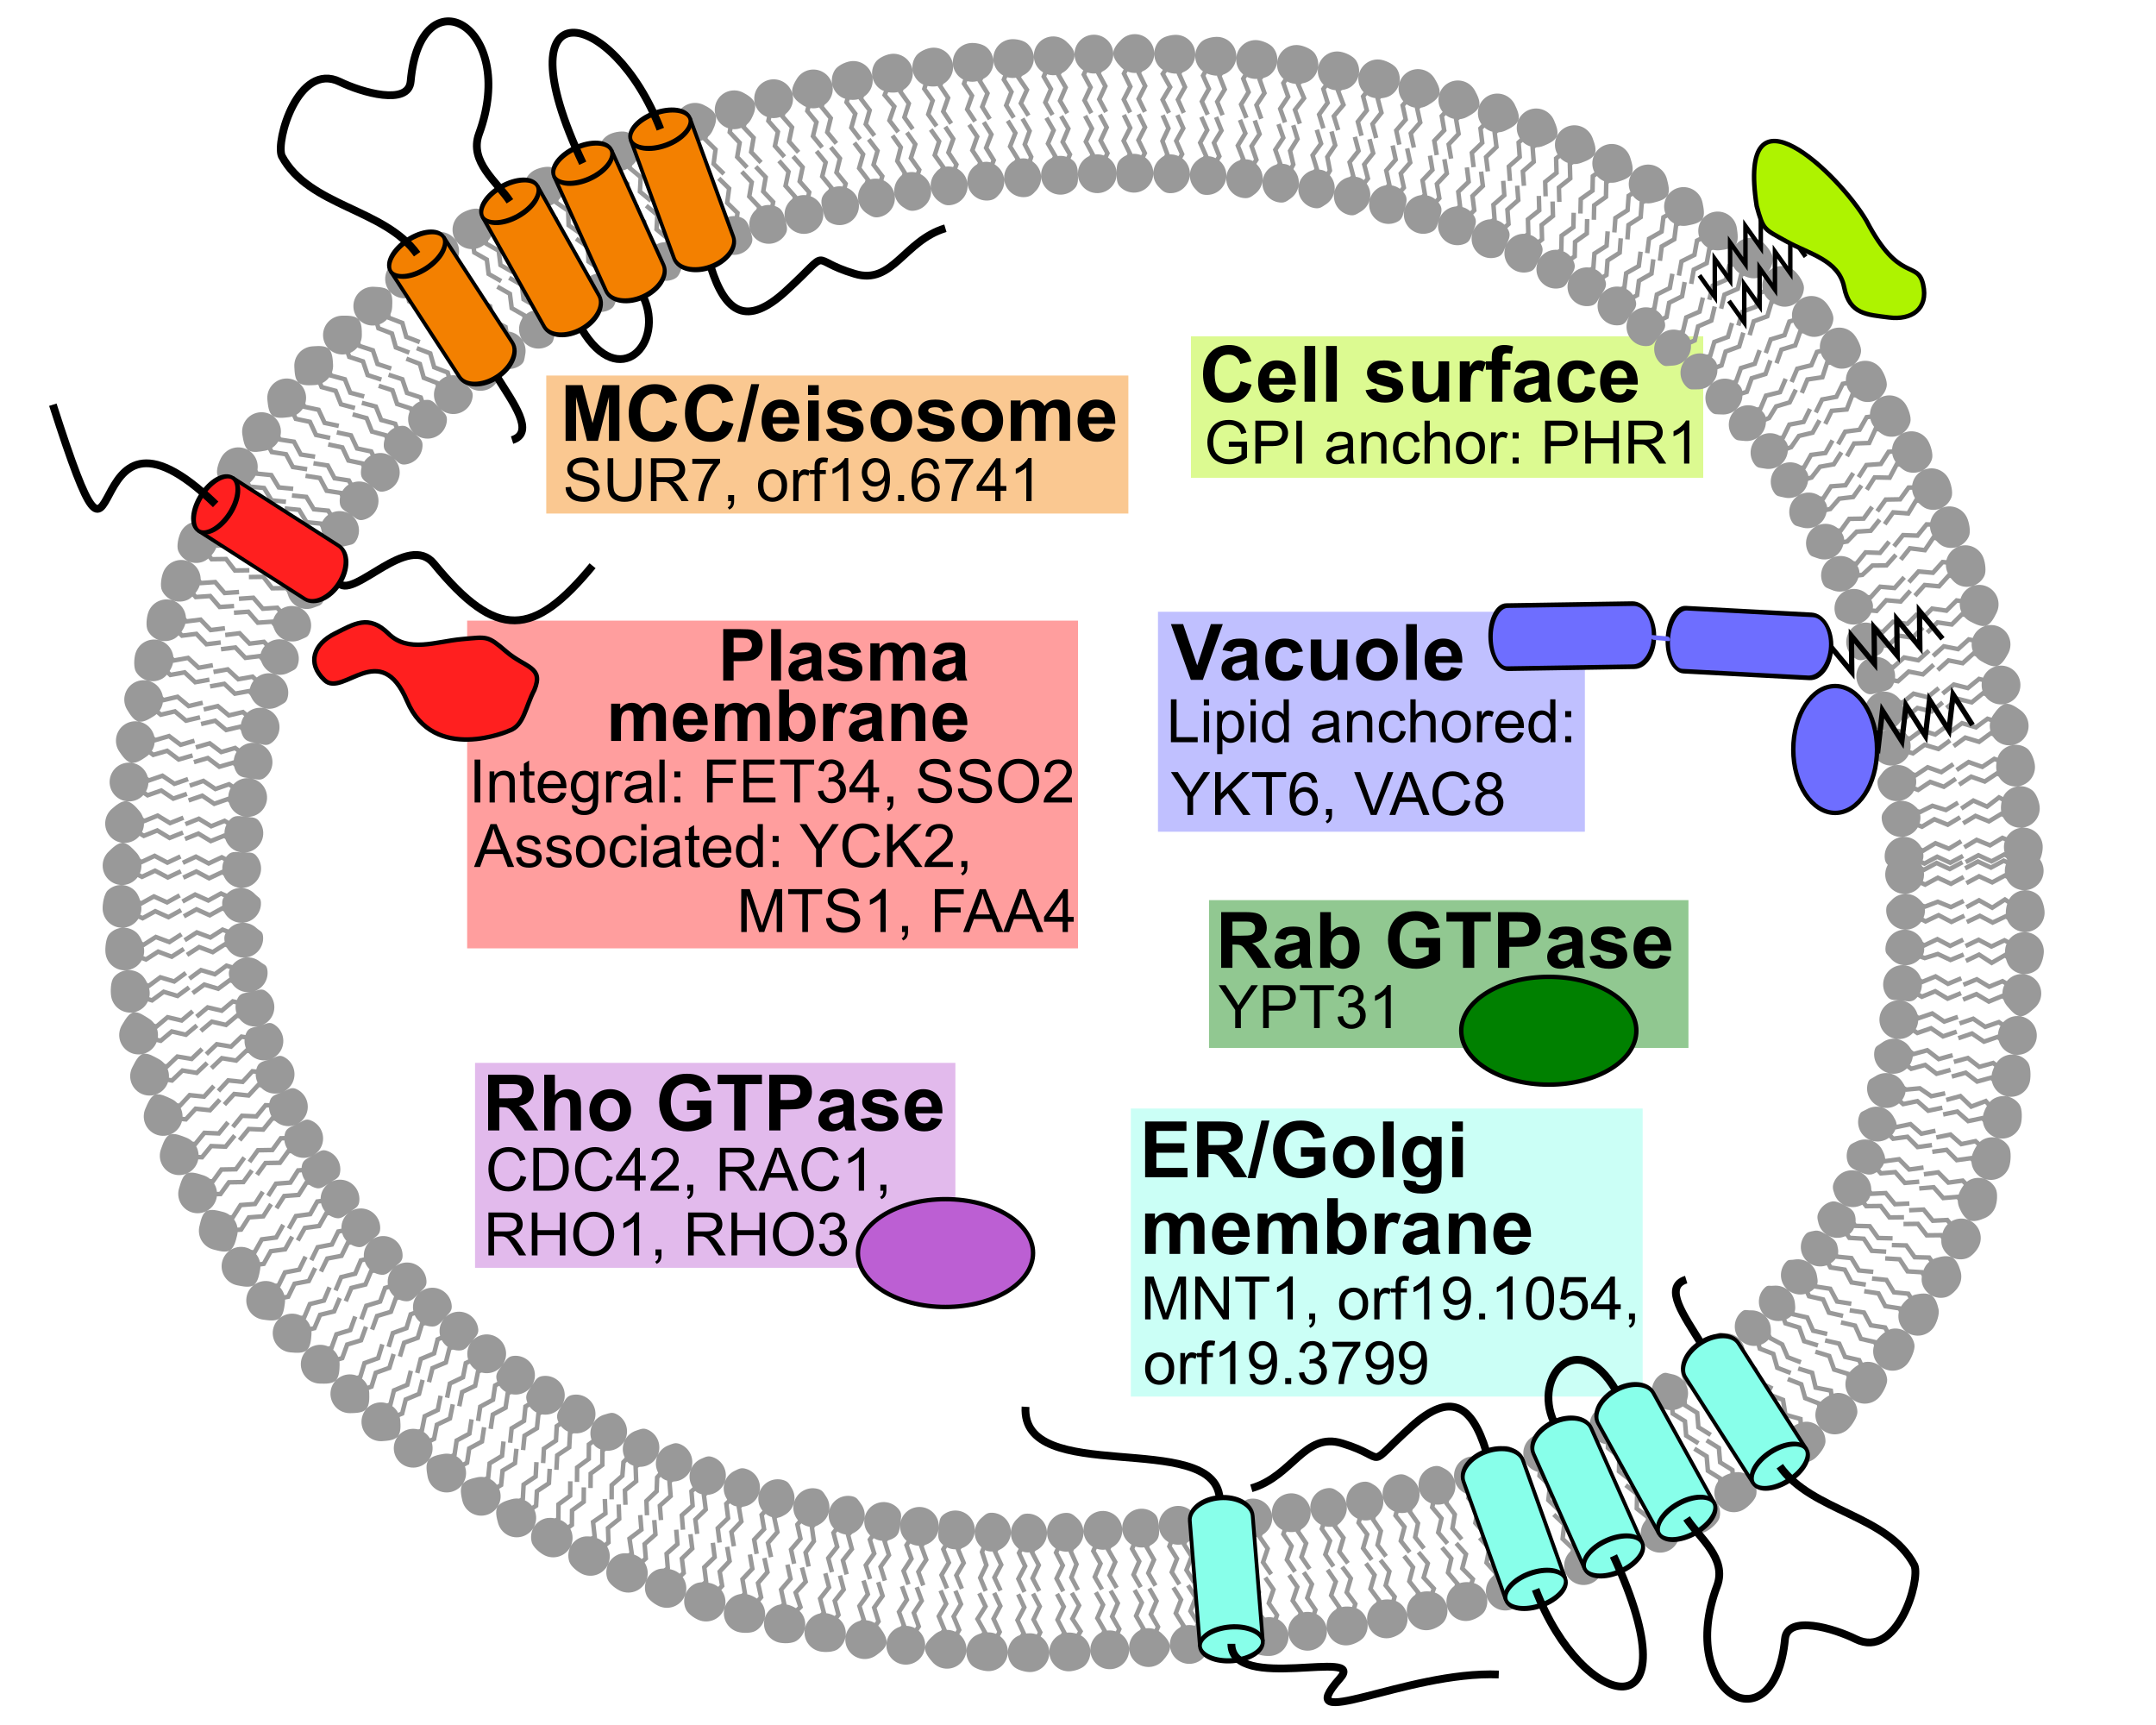 MCC/eisosome
SUR7, orf19.6741
Cell surface
GPI anchor: PHR1
Plasma
membrane
Integral: FET34, SSO2
Associated: YCK2,
MTS1, FAA4
Vacuole
Lipid anchored:
YKT6, VAC8
Rab GTPase
YPT31
Rho GTPase
CDC42, RAC1,
RHO1, RHO3
ER/Golgi
membrane
MNT1, orf19.1054,
orf19.3799